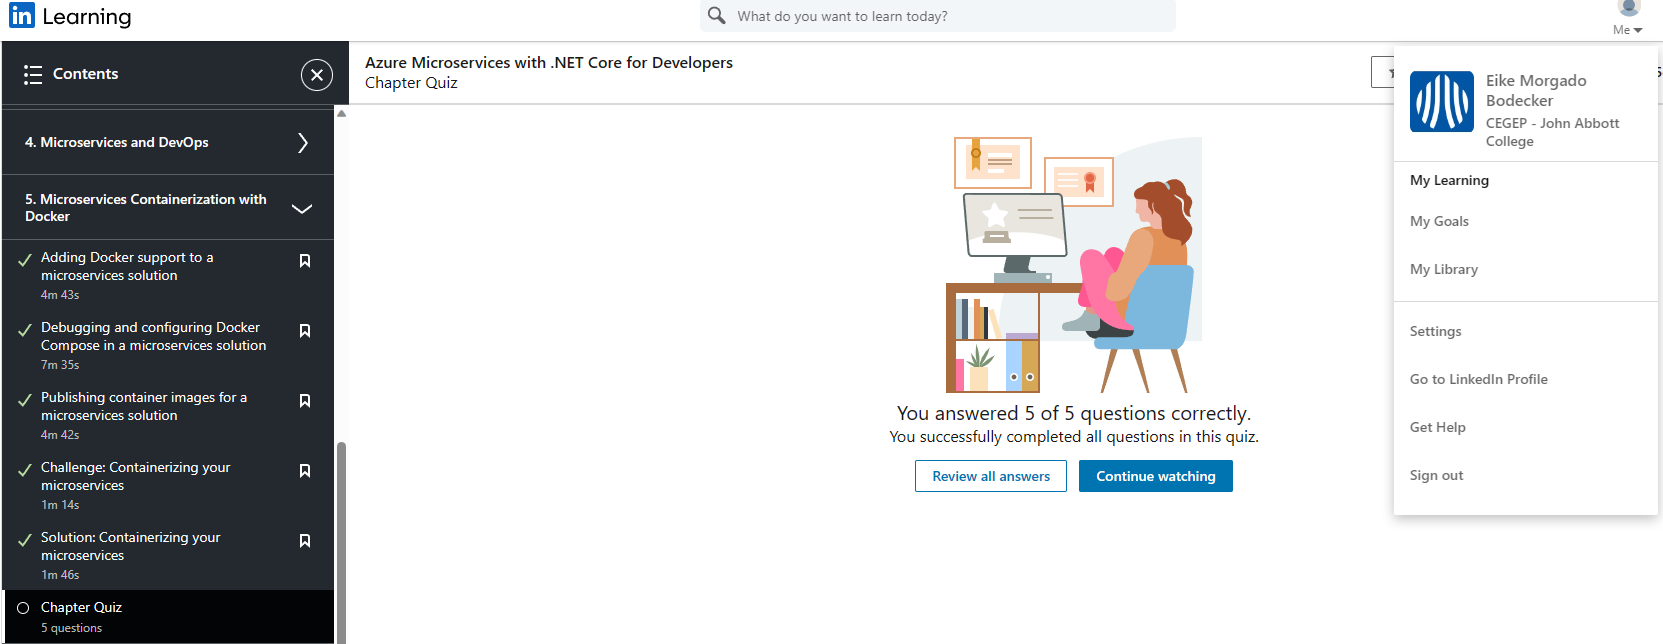 in Learning
What do you want to learn today?
Me
Contents
Azure Microservices with .NET Core for Developers
Chapter Quiz
4. Microservices and DevOps
5. Microservices Containerization with
Docker
Adding Docker support to a
microservices solution
4m 43s
Debugging and configuring Docker
Compose in a microservices solution
7m 35s
Publishing container images for a
microservices solution
4m 42s
Challenge: Containerizing your
microservices
1m 14s
Solution: Containerizing your
microservices
1m 46s
Chapter Quiz
5 questions
You answered 5 of 5 questions correctly.
You successfully completed all questions in this quiz.
Review all answers
Continue watching
Eike Morgado
Bodecker
CEGEP - John Abbott
College
My Learning
My Goals
My Library
Settings
Go to LinkedIn Profile
Get Help
Sign out